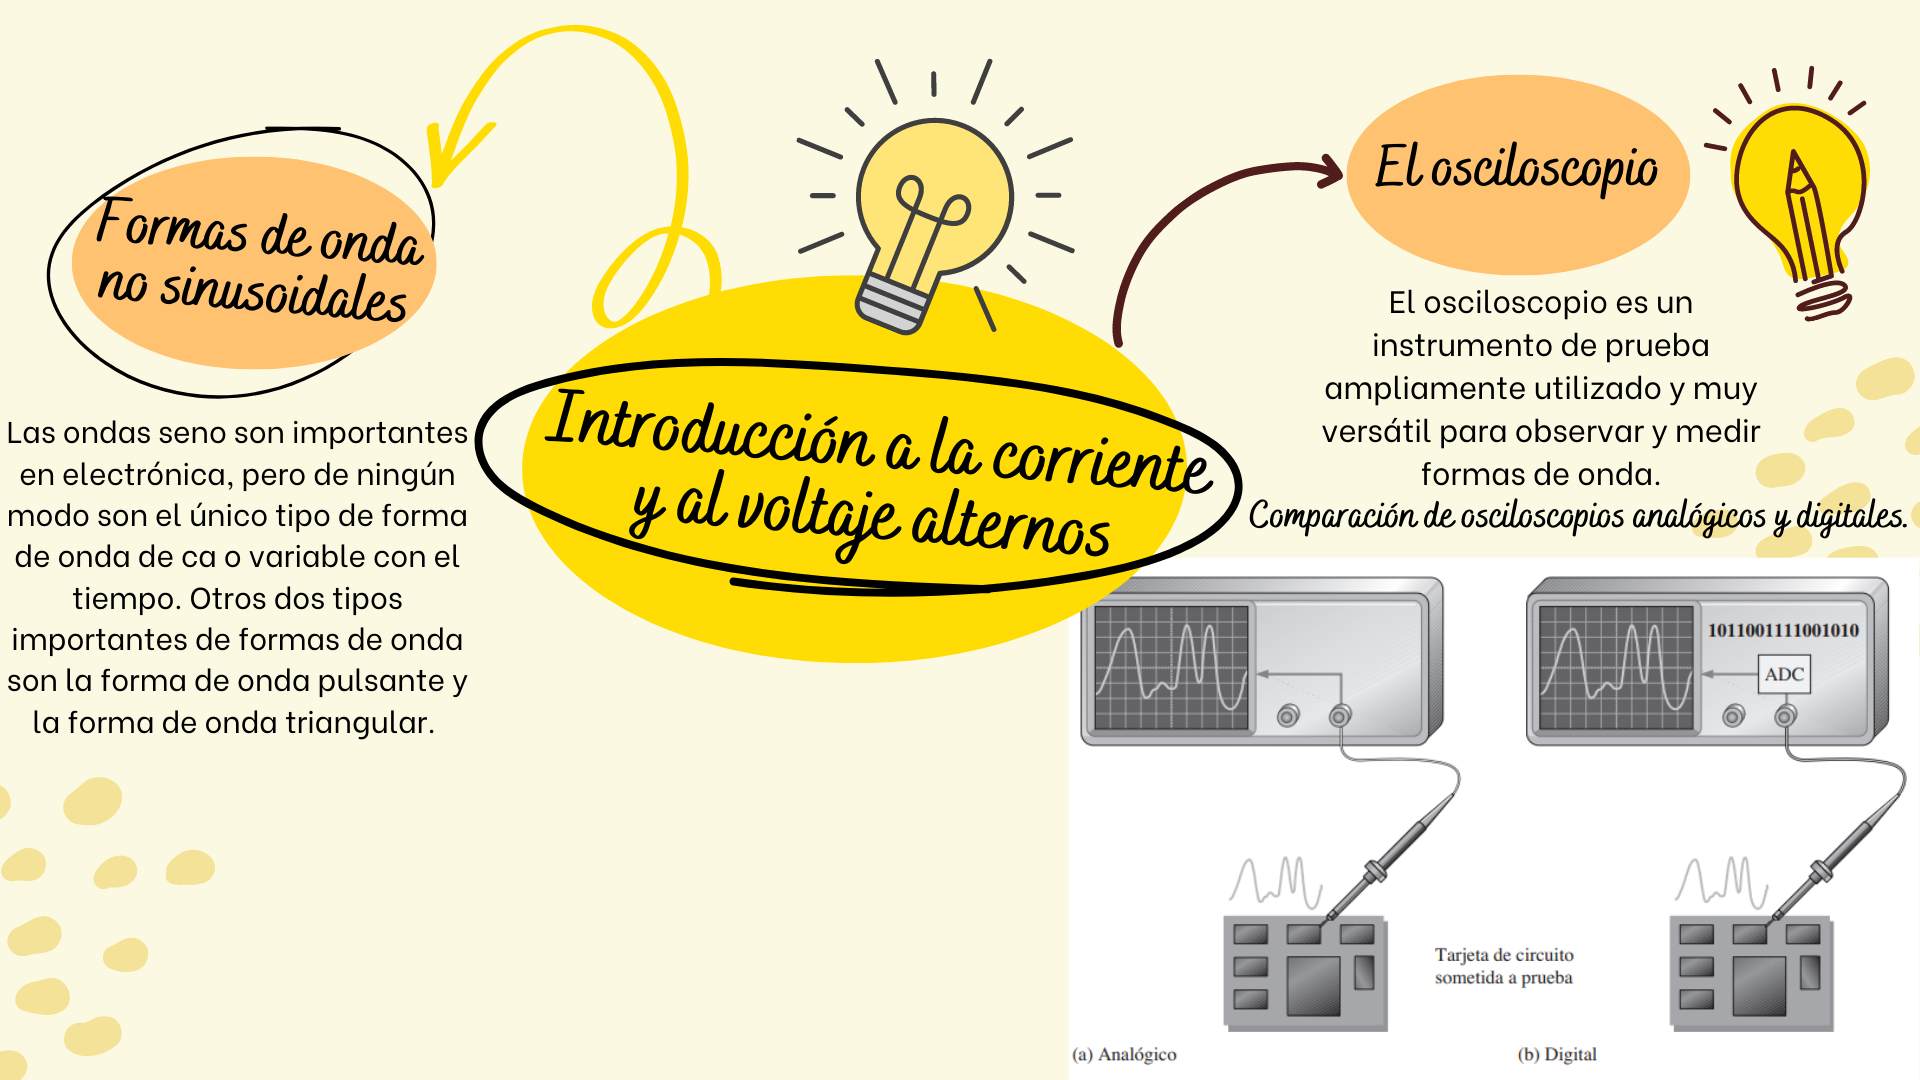 Formas de onda
no sinusoidales
Las ondas seno son importantes
en electrónica, pero de ningún
modo son el único tipo de forma
de onda de ca o variable con el
tiempo. Otros dos tipos
importantes de formas de onda
son la forma de onda pulsante y
la forma de onda triangular.
Introducción a la corriente
y al voltaje alternos
El osciloscopio
El osciloscopio es un
instrumento de prueba
ampliamente utilizado y muy
versátil para observar y medir
formas de onda.
Comparación de osciloscopios analógicos y digitales.
1011001111001010
ADC
Tarjeta de circuito
sometida a prueba
(a) Analógico
(b) Digital